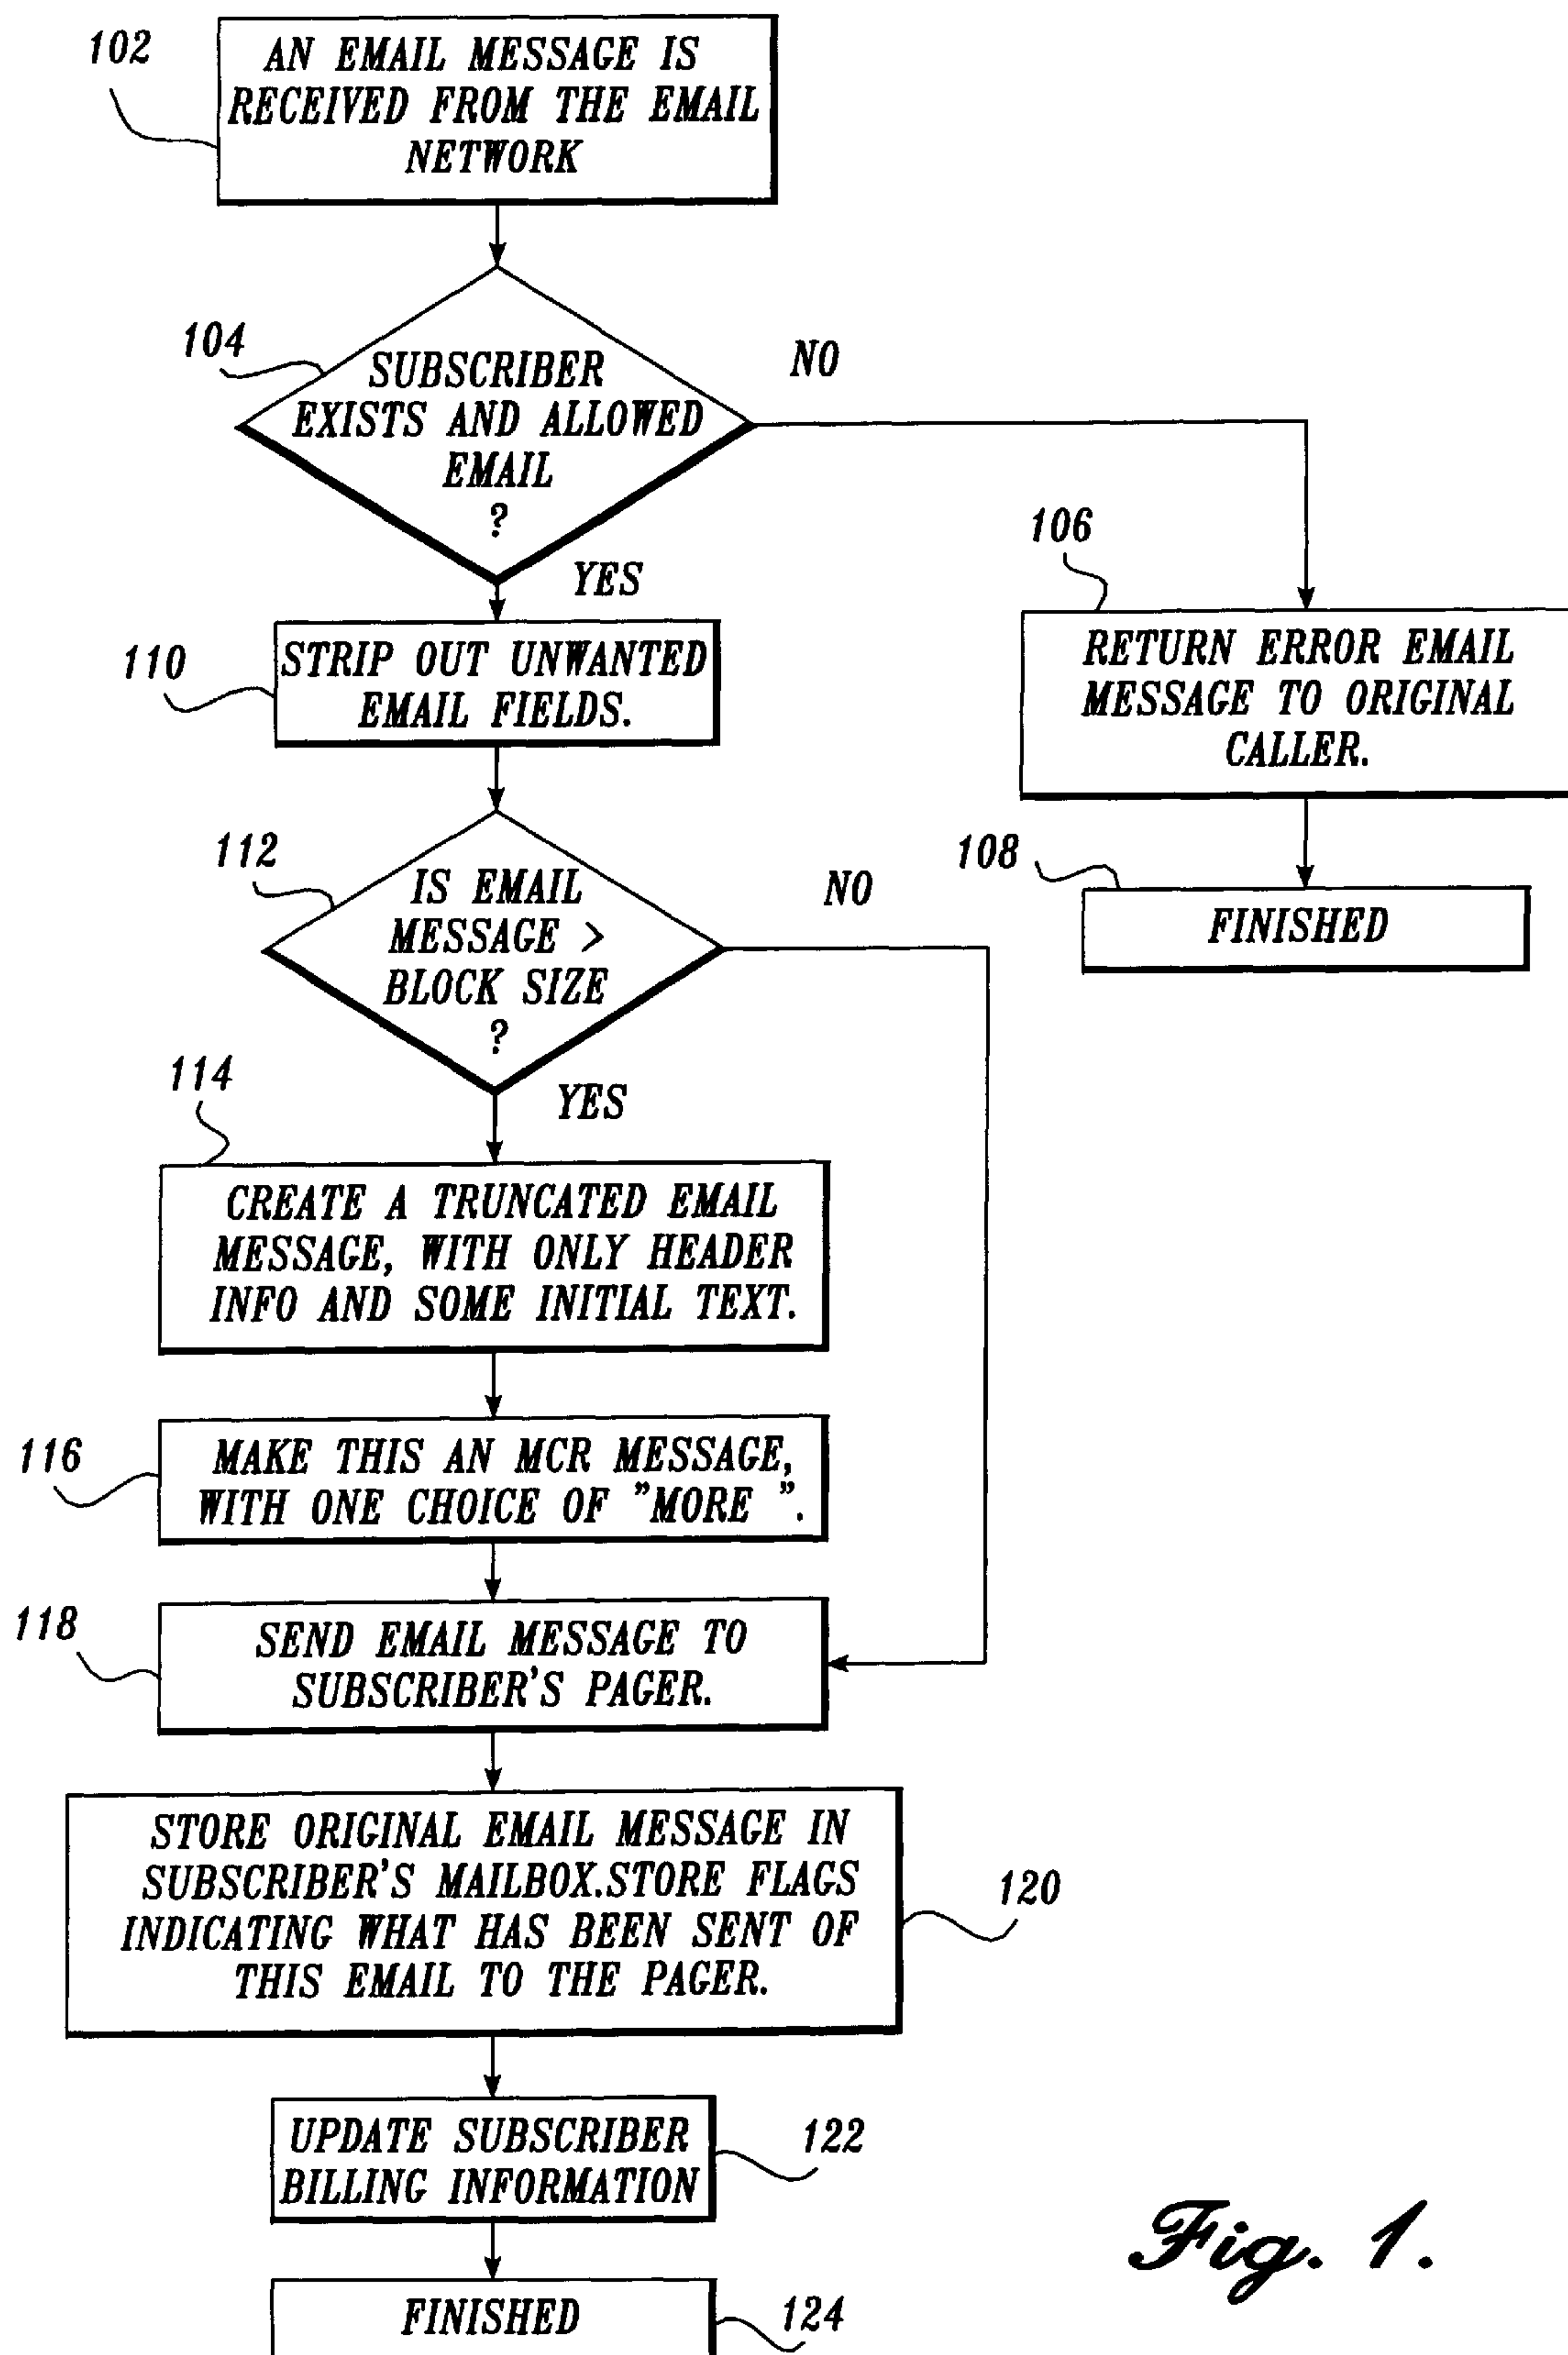 102
AN EMAIL MESSAGE IS
RECEIVED FROM THE EMAIL
NETWORK
104
SUBSCRIBER
EXISTS AND ALLOWED
EMAIL
?
NO
YES
106
RETURN ERROR EMAIL
MESSAGE TO ORIGINAL
CALLER.
108
FINISHED
110
STRIP OUT UNWANTED
EMAIL FIELDS.
112
IS EMAIL
MESSAGE >
BLOCK SIZE
?
NO
YES
114
CREATE A TRUNCATED EMAIL
MESSAGE, WITH ONLY HEADER
INFO AND SOME INITIAL TEXT.
116
MAKE THIS AN MCR MESSAGE,
WITH ONE CHOICE OF "MORE ".
118
SEND EMAIL MESSAGE TO
SUBSCRIBER'S PAGER.
STORE ORIGINAL EMAIL MESSAGE IN
SUBSCRIBER'S MAILBOX.STORE FLAGS
INDICATING WHAT HAS BEEN SENT OF
THIS EMAIL TO THE PAGER.
120
UPDATE SUBSCRIBER
BILLING INFORMATION
122
FINISHED
124
Fig. 1.